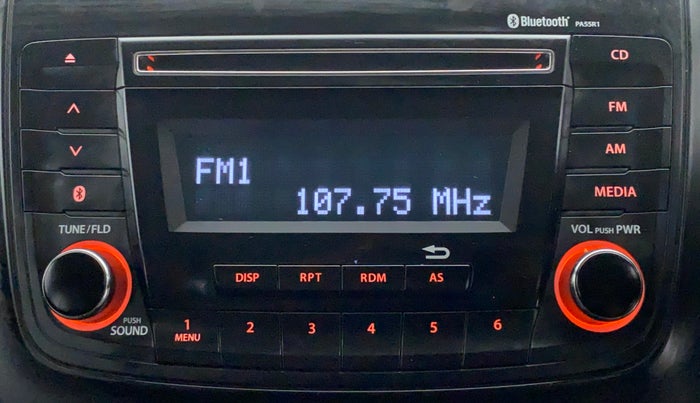 Bluetooth® PA55R1
CD
FM
AM
MEDIA
FM1
107.75 MHz
TUNE/FLD
VOL PUSH PWR
DISP RPT RDM AS
PUSH
SOUND
1 2 3 4 5 6
MENU